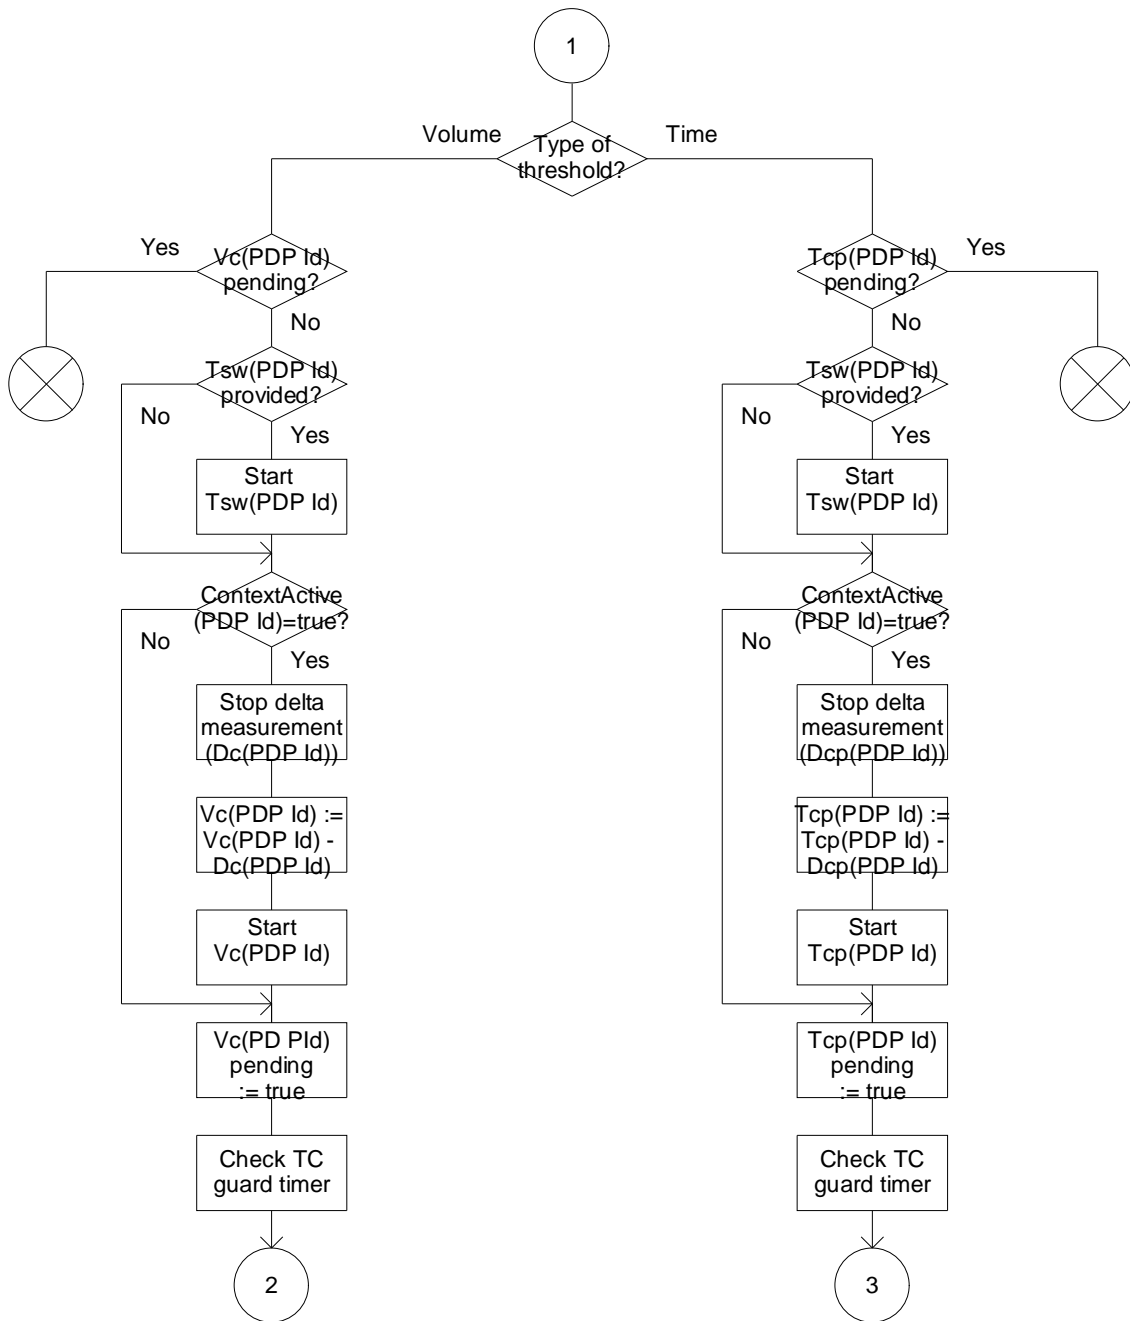 1
Volume
Type of
threshold?
Time
Yes
Vc(PDP Id)
pending?
No
Tsw(PDP Id)
provided?
No
Yes
Start
Tsw(PDP Id)
ContextActive
(PDP Id)=true?
No
Yes
Stop delta
measurement
(Dc(PDP Id))
Vc(PDP Id) :=
Vc(PDP Id) -
Dc(PDP Id)
Start
Vc(PDP Id)
Vc(PD PId)
pending
:= true
Check TC
guard timer
2
Tcp(PDP Id)
pending?
Yes
No
Tsw(PDP Id)
provided?
No
Yes
Start
Tsw(PDP Id)
ContextActive
(PDP Id)=true?
No
Yes
Stop delta
measurement
(Dcp(PDP Id))
Tcp(PDP Id) :=
Tcp(PDP Id) -
Dcp(PDP Id)
Start
Tcp(PDP Id)
Tcp(PDP Id)
pending
:= true
Check TC
guard timer
3